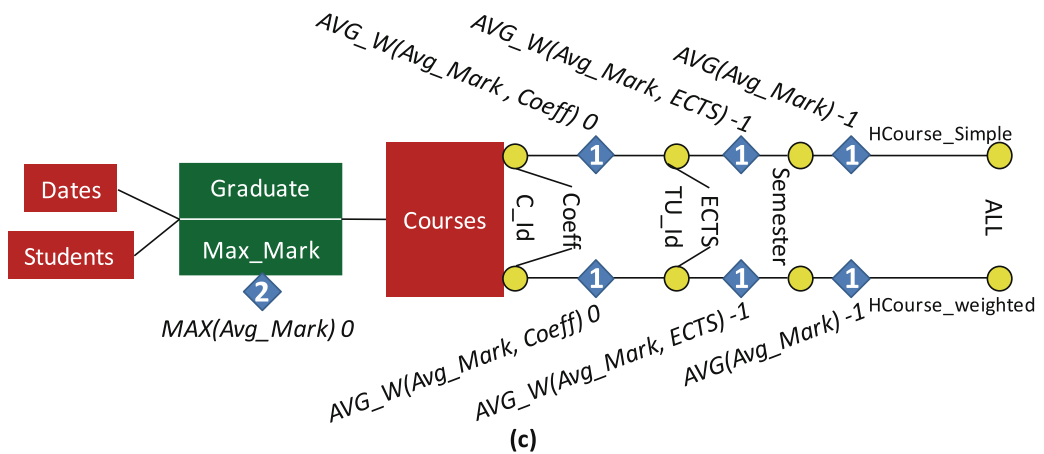 AVG_W(Avg_Mark , Coeff) 0
AVG_W(Avg_Mark, ECTS) -1
AVG(Avg_Mark) -1
HCourse_Simple
1
1
1
Dates
Students
Graduate
Max_Mark
2
MAX(Avg_Mark) 0
Courses
C_Id
Coeff
TU_Id
ECTS
Semester
ALL
1
1
1
HCourse_weighted
AVG_W(Avg_Mark, Coeff) 0
AVG_W(Avg_Mark, ECTS) -1
AVG(Avg_Mark) -1
(c)